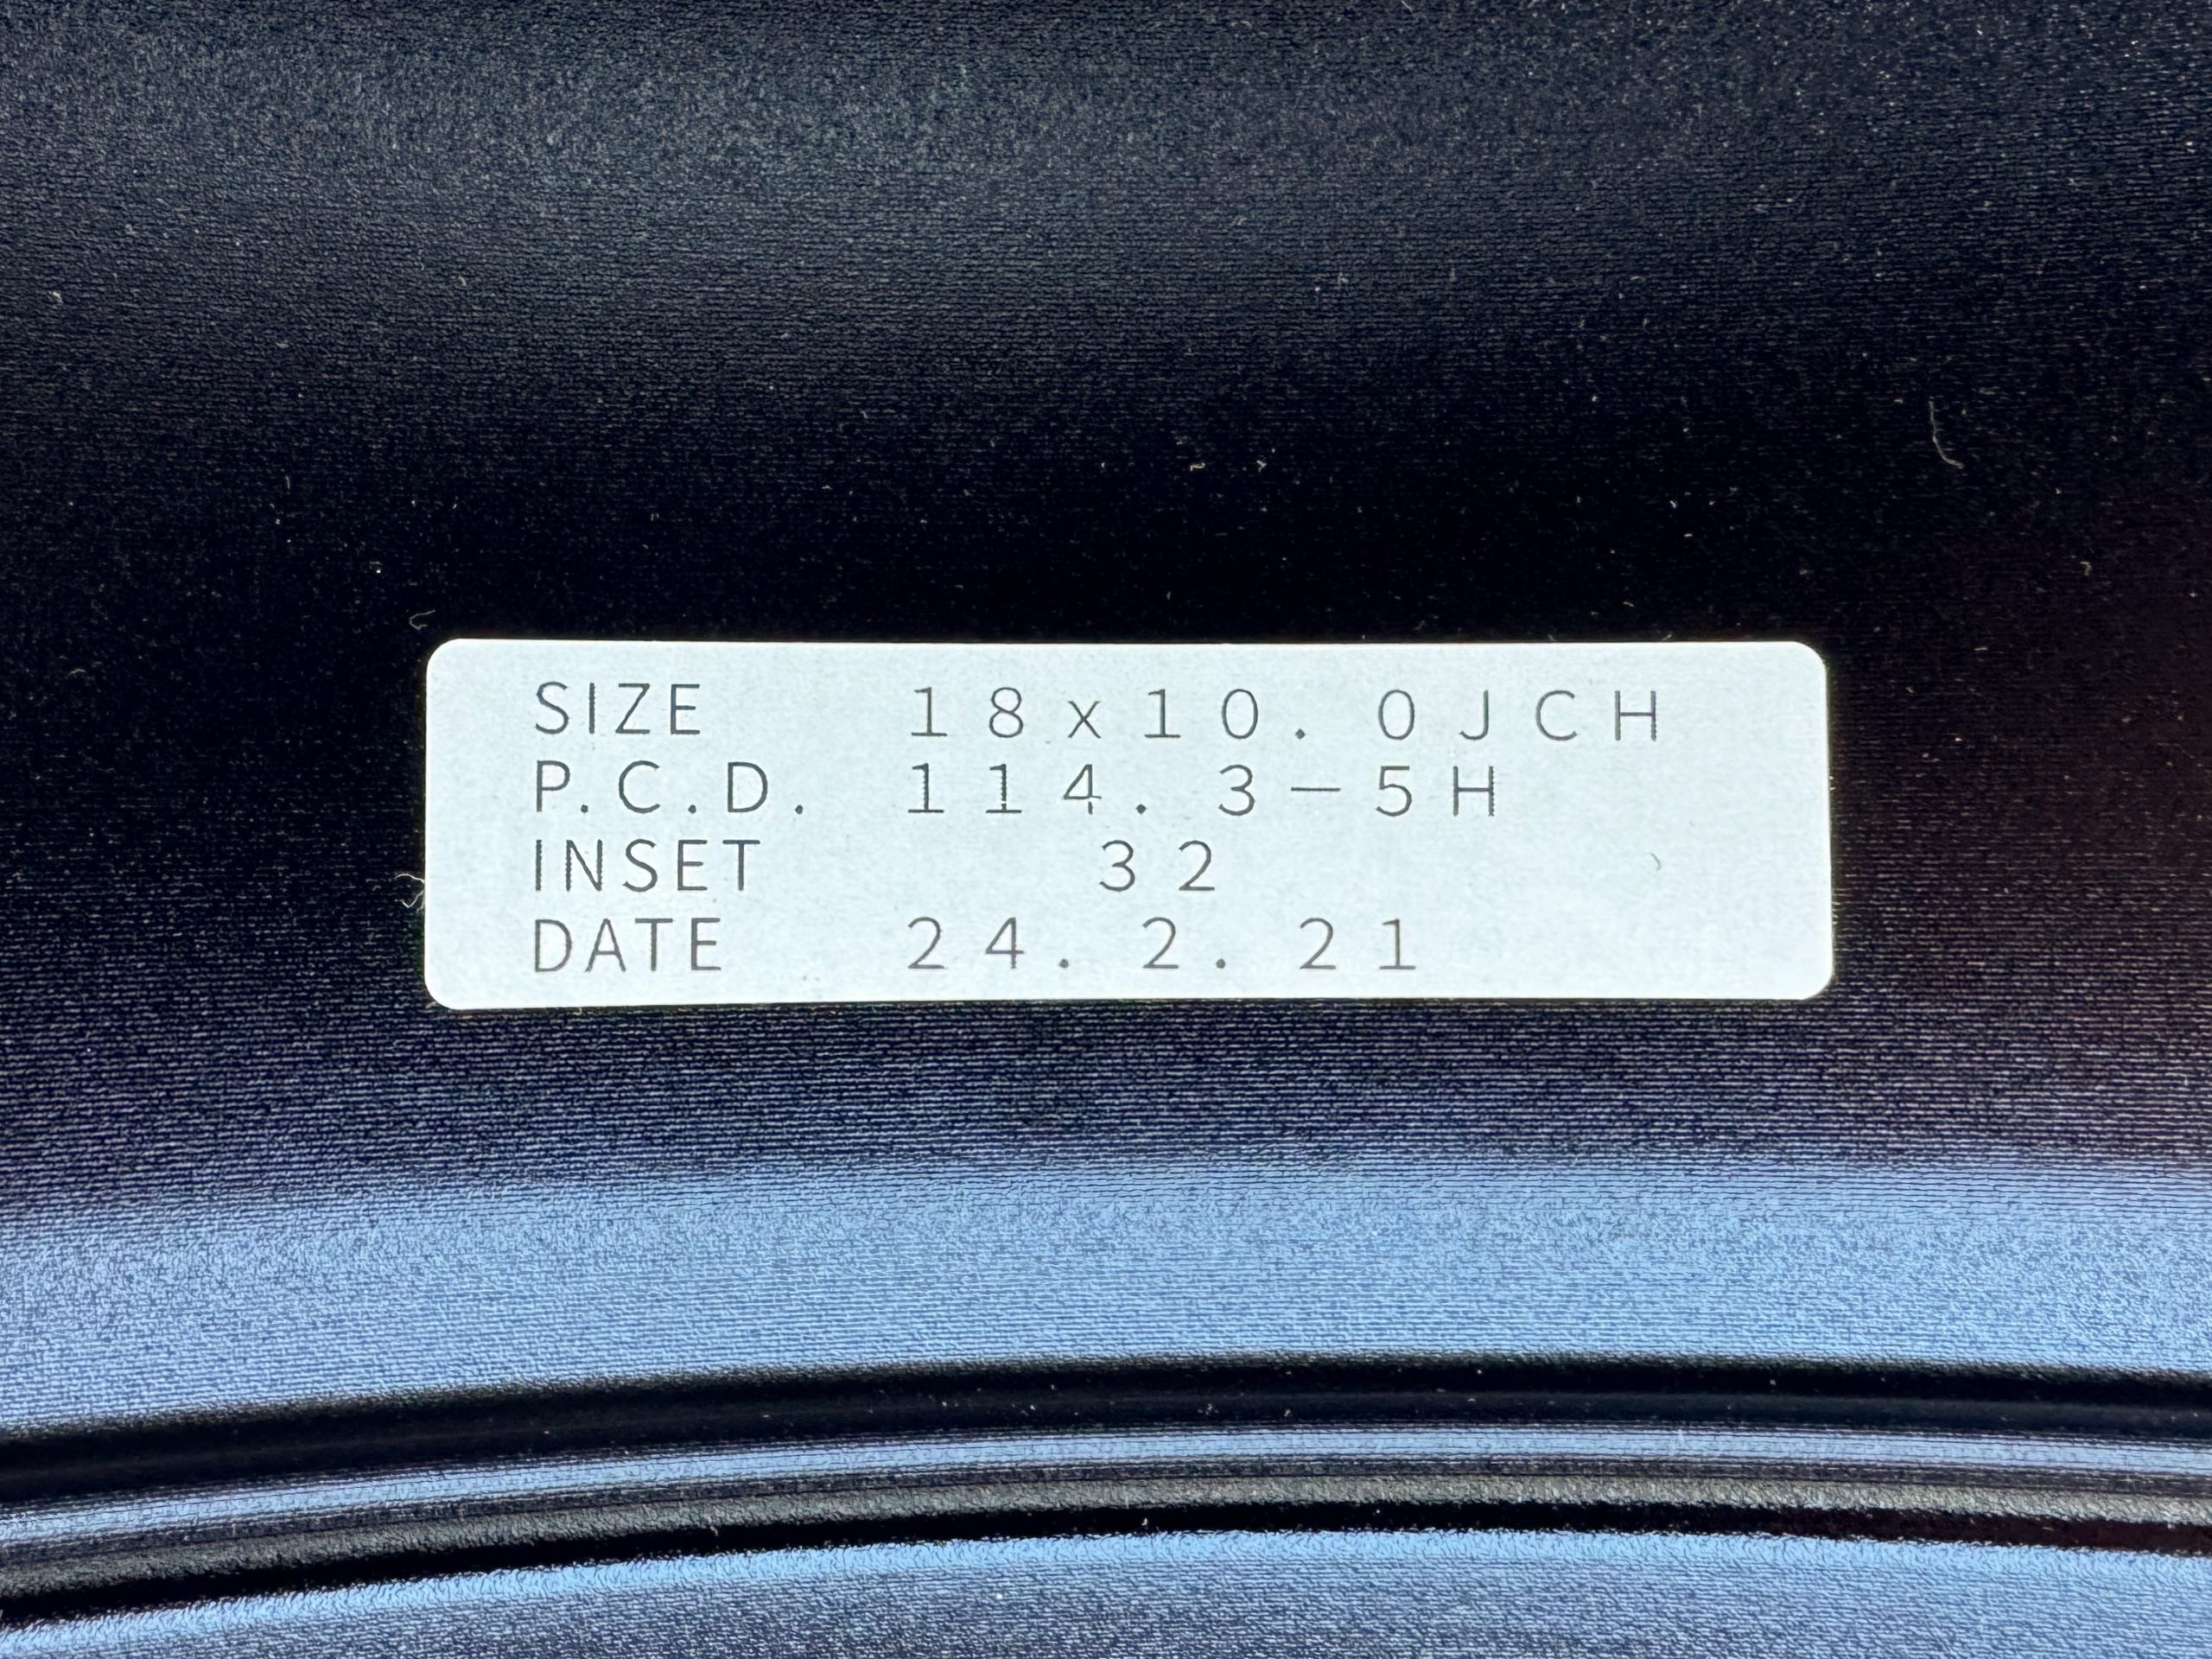 SIZE 18x10.0JCH
P.C.D. 114.3-5H
INSET 32
DATE 24.2.21